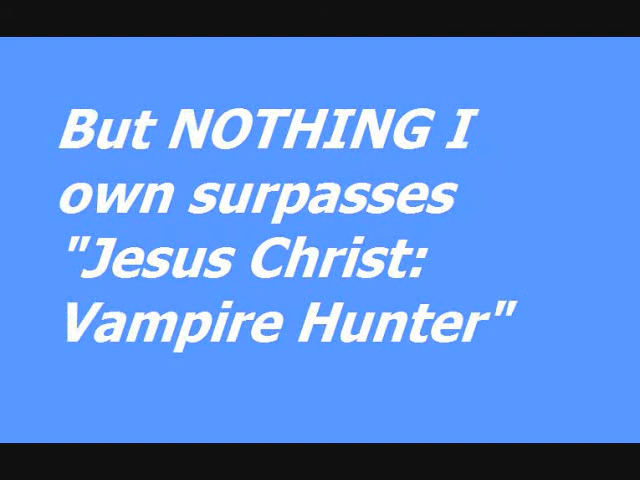 But NOTHING I
own surpasses
"Jesus Christ:
Vampire Hunter"